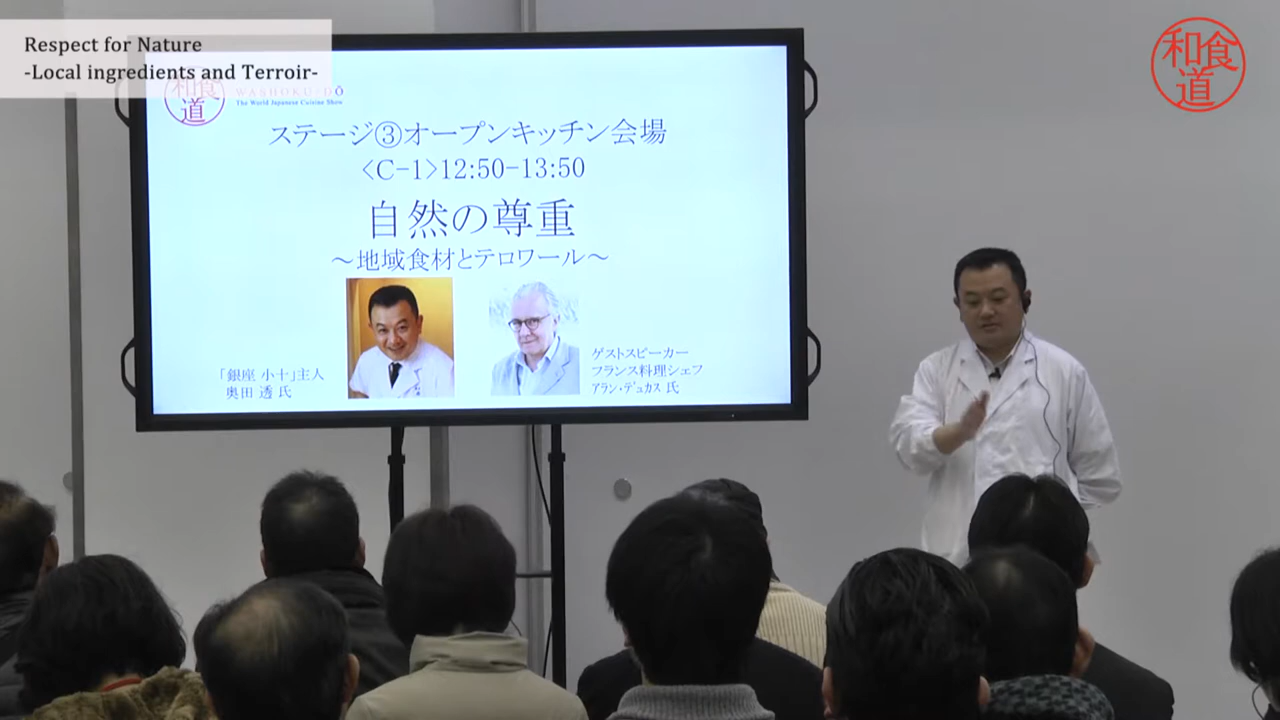 Respect for Nature
-Local ingredients and Terroir-
和食道
和食道
WASHOKU-DŌ
The World Japanese Cuisine Show
ステージ③オープンキッチン会場
<C-1>12:50-13:50
自然の尊重
～地域食材とテロワール～
「銀座 小十」主人
奥田 透 氏
ゲストスピーカー
フランス料理シェフ
アラン・デュカス 氏